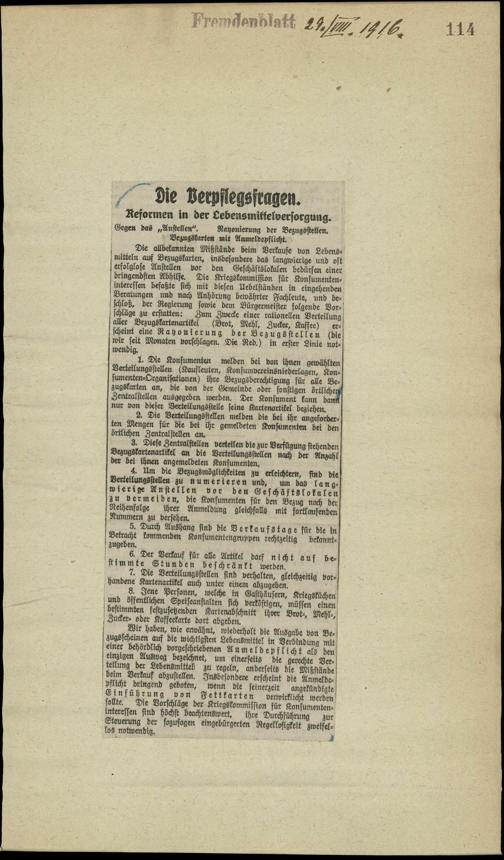 Fremdenblatt 29. VIII. 1916.
114
Die Verpflegsfragen.
Reformen in der Lebensmittelversorgung.
Gegen das „Anstellen“. Rayonierung der Bezugsstellen.
Bezugskarten mit Anmeldepflicht.
Die allbekannten Mißstände beim Verkaufe von Lebens-
mitteln auf Bezugskarten, insbesondere das langwierige und oft
erfolglose Anstellen vor den Geschäftslokalen bedürfen einer
dringendsten Abhilfe. Die Kriegskommission für Konsumenten-
interessen befaßte sich mit diesen Uebelständen in eingehenden
Beratungen und nach Anhörung bewährter Fachleute, und be-
schloß, der Regierung sowie dem Bürgermeister folgende Vor-
schläge zu erstatten: Zum Zwecke einer rationellen Verteilung
aller Bezugskartenartikel (Brot, Mehl, Zucker, Kaffee) er-
scheint eine Rayonierung der Bezugsstellen (die
wir seit Monaten vorschlagen. Die Red.) in erster Linie not-
wendig.
1. Die Konsumenten melden bei von ihnen gewählten
Verteilungsstellen (Kaufleuten, Konsumvereinsniederlagen, Kon-
sumenten-Organisationen) ihre Bezugsberechtigung für alle Be-
zugskarten an, die von der Gemeinde oder sonstigen örtlichen
Zentralstellen ausgegeben werden. Der Konsument kann dann
nur von dieser Verteilungsstelle seine Kartenartikel beziehen.
2. Die Verteilungsstellen melden die bei ihr angeforder-
ten Mengen für die bei ihr gemeldeten Konsumenten bei den
örtlichen Zentralstellen an.
3. Diese Zentralstellen verteilen die zur Verfügung stehenden
Bezugskartenartikel an die Verteilungsstellen nach der Anzahl
der bei ihnen angemeldeten Konsumenten.
4. Um die Bezugsmöglichkeiten zu erleichtern, sind die
Verteilungsstellen zu numerieren und, um das lang-
wierige Anstellen vor den Geschäftslokalen
zu vermeiden, die Konsumenten für den Bezug nach der
Reihenfolge ihrer Anmeldung gleichfalls mit fortlaufenden
Nummern zu versehen.
5. Durch Aushang sind die Verkaufstage für die in
Betracht kommenden Konsumentengruppen rechtzeitig bekannt-
zugeben.
6. Der Verkauf für alle Artikel darf nicht auf be-
stimmte Stunden beschränkt werden.
7. Die Verteilungsstellen sind verhalten, gleichzeitig vor-
handene Kartenartikel auch unter einem abzugeben.
8. Jene Personen, welche in Gasthäusern, Kriegsküchen
und öffentlichen Speiseanstalten sich verköstigen, müssen einen
bestimmten festzusetzenden Kartenabschnitt ihrer Brot-, Mehl-,
Zucker- oder Kaffeekarte dort abgeben.
Wir haben, wie erwähnt, wiederholt die Ausgabe von Be-
zugsscheinen auf die wichtigsten Lebensmittel in Verbindung mit
einer behördlich vorgeschriebenen Anmeldepflicht als den
einzigen Ausweg bezeichnet, um einerseits die gerechte Ver-
teilung der Lebensmittel zu regeln, anderseits die Mißstände
beim Verkauf abzustellen. Insbesondere erscheint die Anmelde-
pflicht dringend geboten, wenn die seinerzeit angekündigte
Einführung von Fettkarten verwirklicht werden
sollte. Die Vorschläge der Kriegskommission für Konsumenten-
interessen sind höchst beachtenswert, ihre Durchführung zur
Steuerung der sozusagen eingebürgerten Regellosigkeit zweifel-
los notwendig.